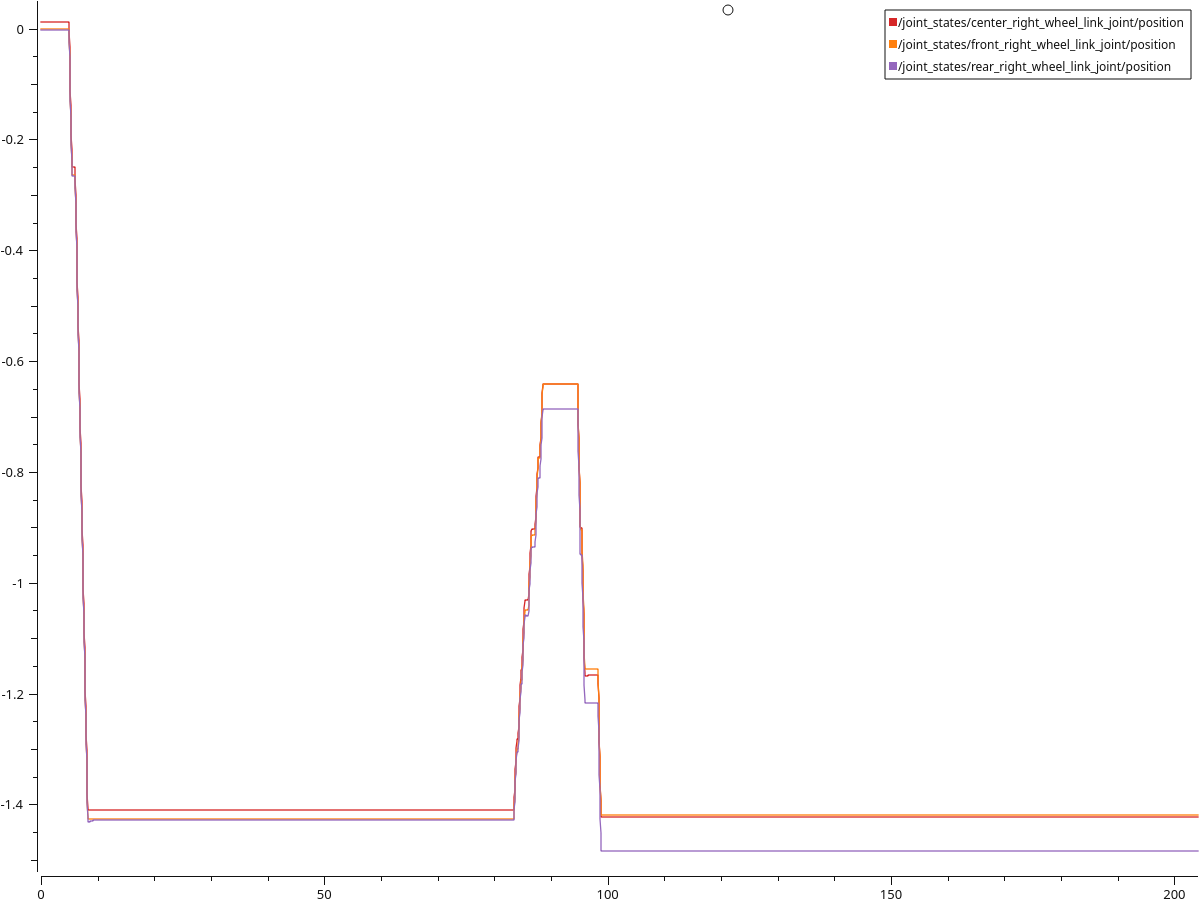 /joint_states/center_right_wheel_link_joint/position
/joint_states/front_right_wheel_link_joint/position
/joint_states/rear_right_wheel_link_joint/position
0
-0.2
-0.4
-0.6
-0.8
-1
-1.2
-1.4
0 50 100 150 200